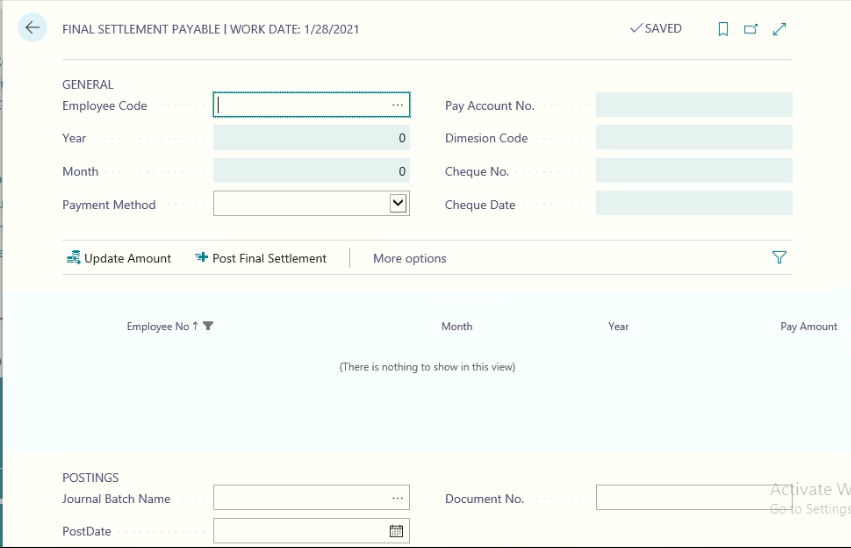 FINAL SETTLEMENT PAYABLE | WORK DATE: 1/28/2021
SAVED
GENERAL
Employee Code
Pay Account No.
Year 0
Dimesion Code
Month 0
Cheque No.
Payment Method
Cheque Date
Update Amount
Post Final Settlement
More options
Employee No ↑ Month Year Pay Amount
(There is nothing to show in this view)
POSTINGS
Journal Batch Name
Document No.
Activate W
Go to Settings
PostDate